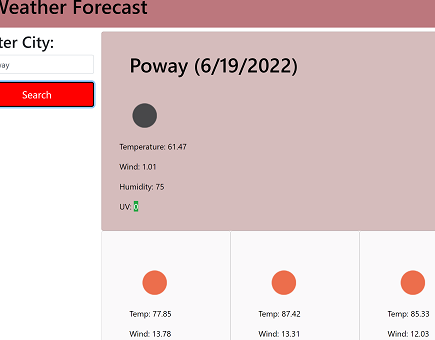 Weather Forecast
ter City:
way
Search
Poway (6/19/2022)
Temperature: 61.47
Wind: 1.01
Humidity: 75
UV: 0
Temp: 77.85
Temp: 87.42
Temp: 85.33
Wind: 13.78
Wind: 13.31
Wind: 12.03